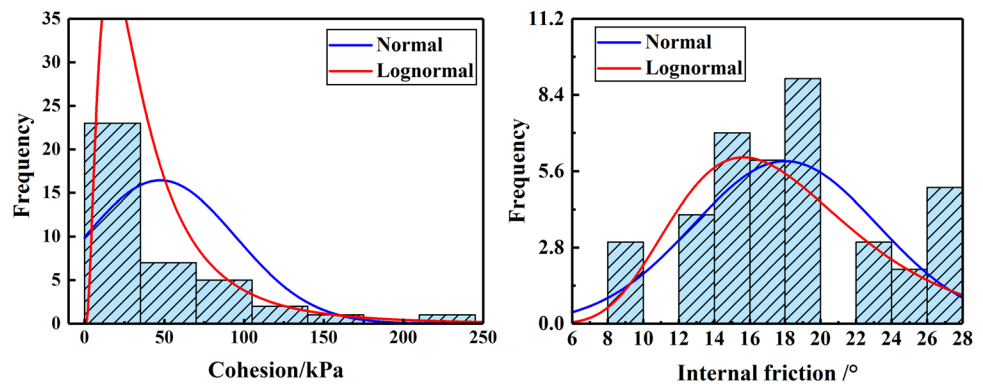 35
30
25
20
15
10
5
0
Frequency
Normal
Lognormal
0 50 100 150 200 250
Cohesion/kPa
11.2
8.4
5.6
2.8
0.0
Frequency
Normal
Lognormal
6 8 10 12 14 16 18 20 22 24 26 28
Internal friction /°